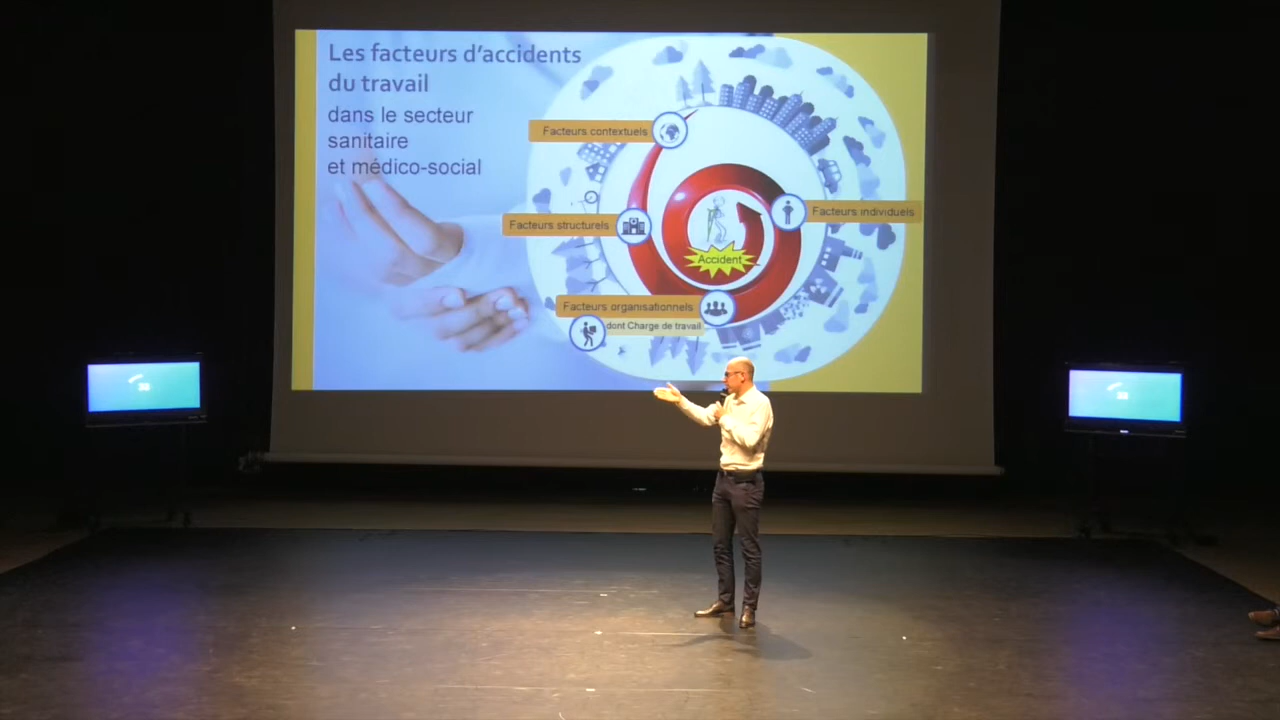 Les facteurs d'accidents
du travail
dans le secteur
sanitaire
et médico-social
Facteurs contextuels
Facteurs individuels
Facteurs structurels
Accident
Facteurs organisationnels
dont Charge de travail